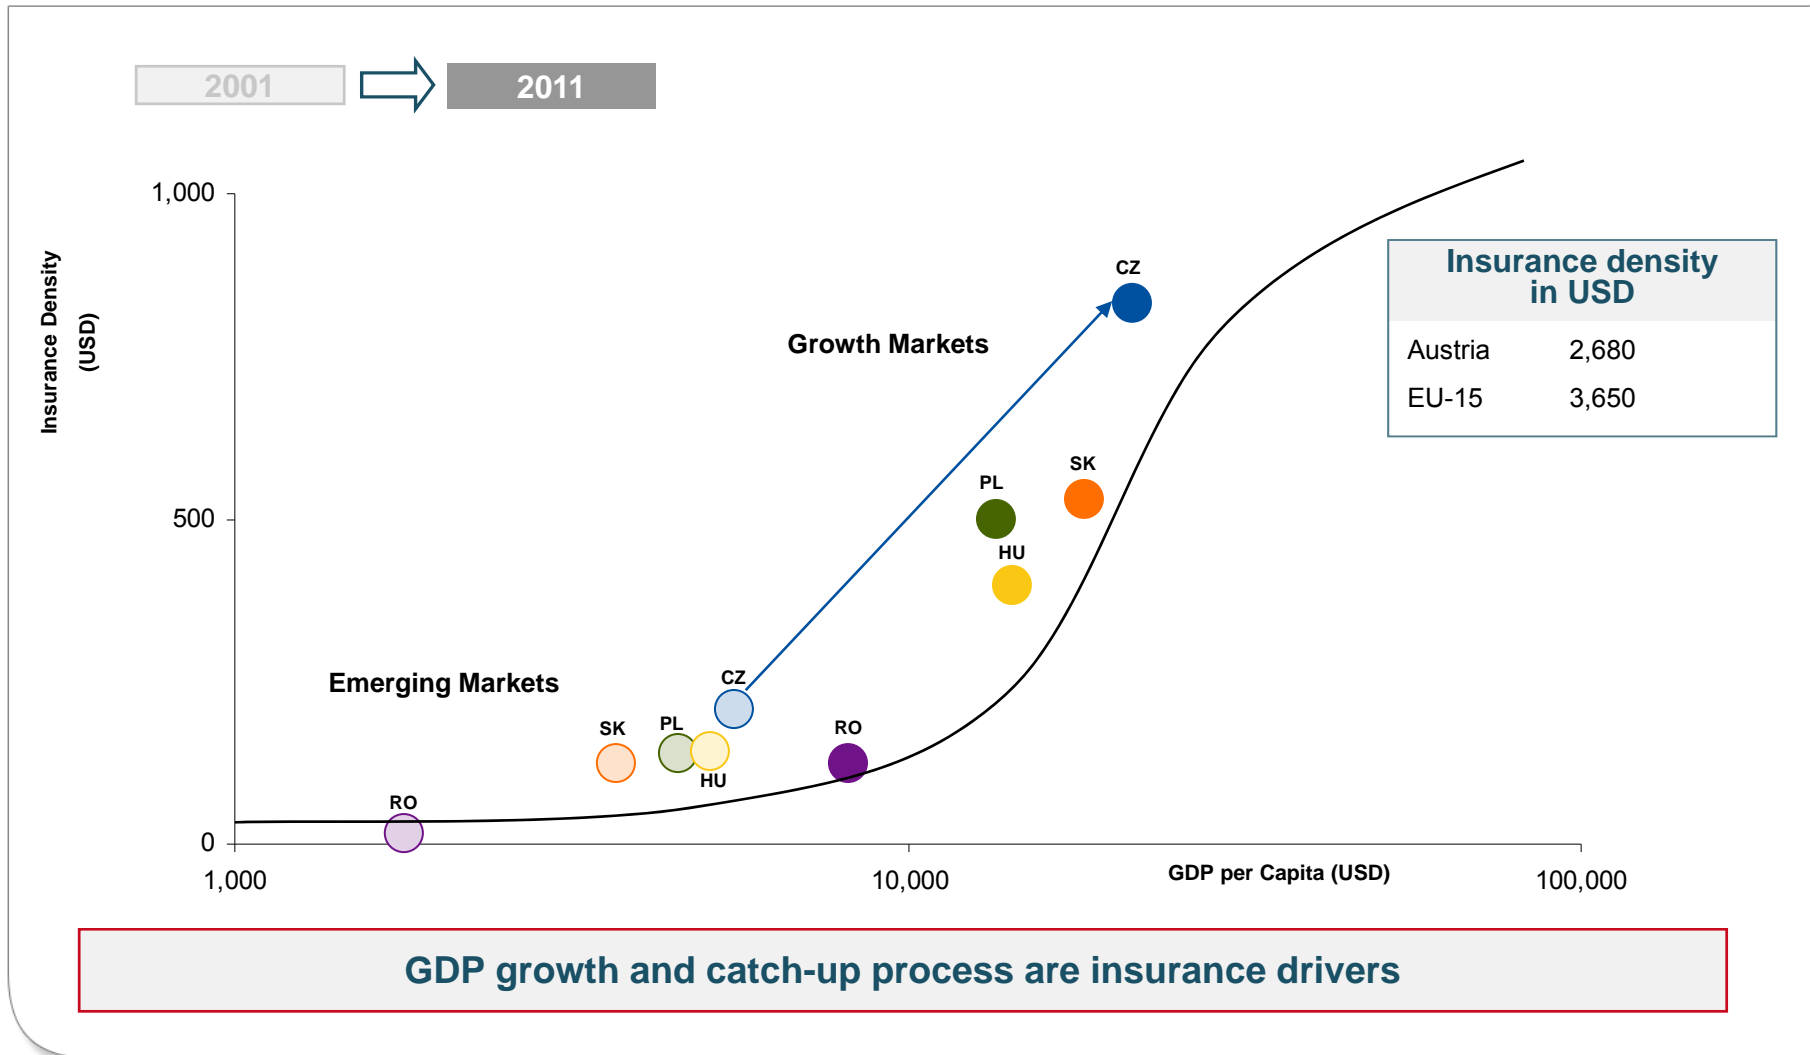 2001
2011
1,000
500
0
Insurance Density
(USD)
Growth Markets
Emerging Markets
CZ
SK
PL
HU
CZ
SK
PL
HU
RO
RO
1,000
10,000
100,000
GDP per Capita (USD)
Insurance density
in USD
Austria 2,680
EU-15 3,650
GDP growth and catch-up process are insurance drivers